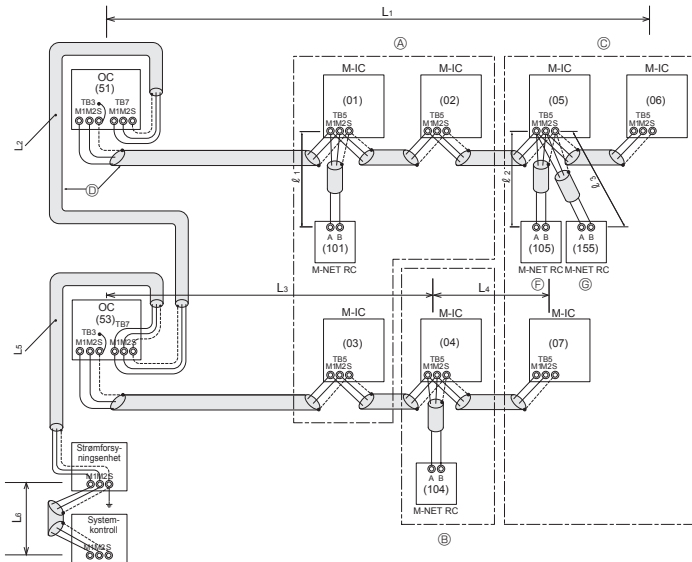 L1
Ⓐ
Ⓒ
OC
(51)
TB3 TB7
M1M2S M1M2S
M-IC
(01)
TB5
M1M2S
M-IC
(02)
TB5
M1M2S
M-IC
(05)
TB5
M1M2S
M-IC
(06)
M1M2S
L2
Ⓓ
ℓ1
ℓ2
ℓ3
A B
(101)
M-NET RC
A B
(105)
M-NET RC
Ⓕ
A B
(155)
M-NET RC
Ⓖ
L3
L4
OC
(53)
TB3 TB7
M1M2S M1M2S
M-IC
(03)
TB5
M1M2S
M-IC
(04)
TB5
M1M2S
M-IC
(07)
TB5
M1M2S
L5
Strømforsy-
ningsenhet
M1M2S
A B
(104)
M-NET RC
Ⓑ
L6
System-
kontroll
M1M2S